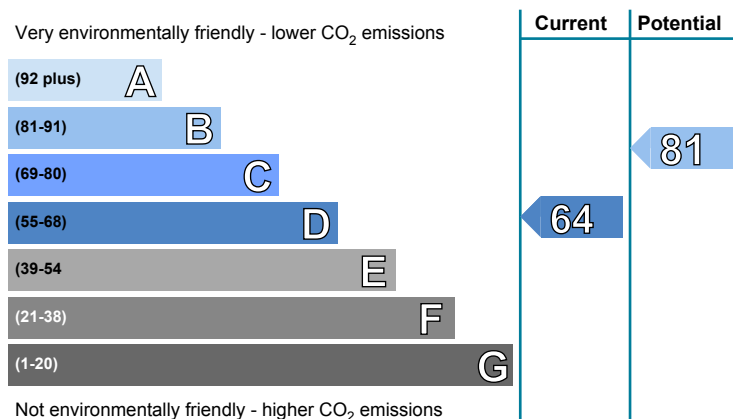 Very environmentally friendly - lower CO₂ emissions
Current Potential
(92 plus) A
(81-91) B
81
(69-80) C
(55-68) D
64
(39-54 E
(21-38) F
(1-20) G
Not environmentally friendly - higher CO₂ emissions